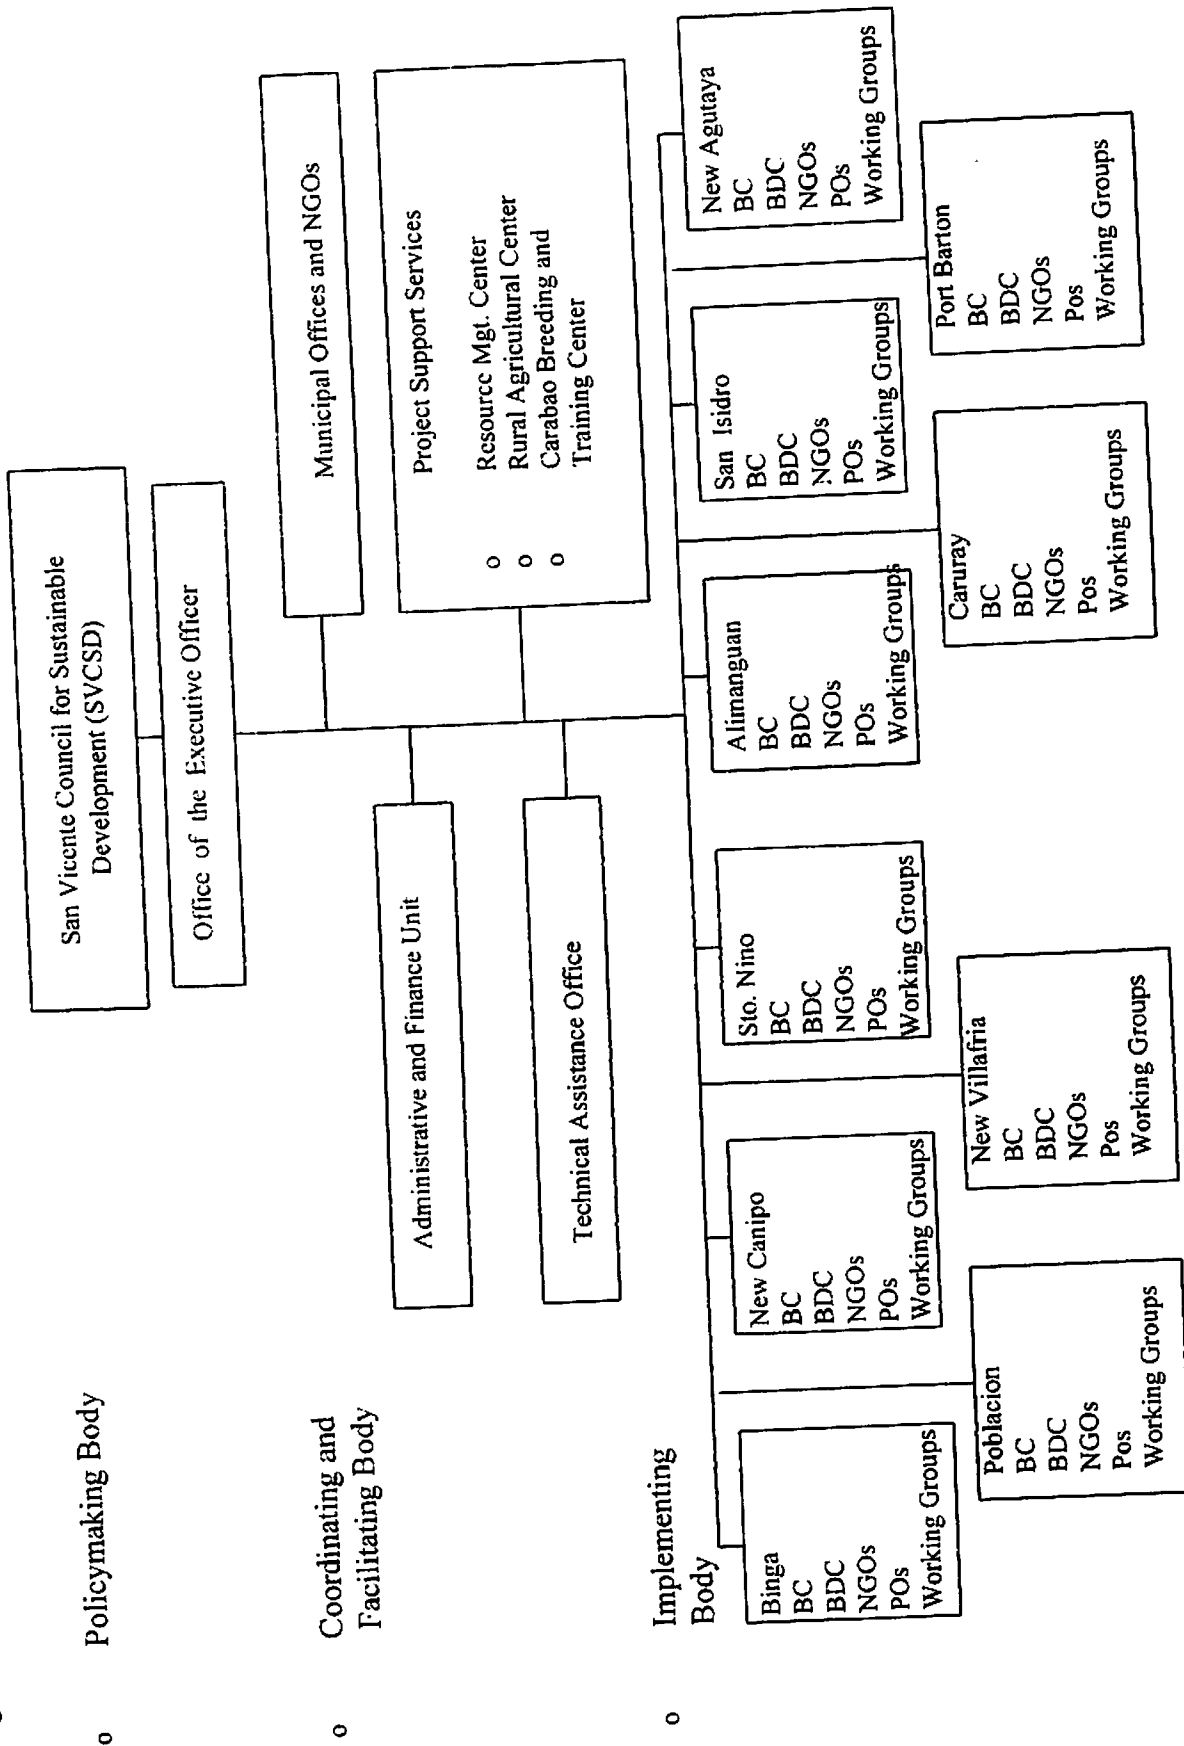 San Vicente Council for Sustainable
Development (SVCSD)
o Policymaking Body
Office of the Executive Officer
Municipal Offices and NGOs
o Coordinating and
Facilitating Body
Administrative and Finance Unit
Project Support Services
o Resource Mgt. Center
o Rural Agricultural Center
o Carabao Breeding and
Training Center
Technical Assistance Office
o Implementing
Body
Binga
BC
BDC
NGOs
POs
Working Groups
New Canipo
BC
BDC
NGOs
POs
Working Groups
Sto. Nino
BC
BDC
NGOs
POs
Working Groups
Alimanguan
BC
BDC
NGOs
POs
Working Groups
San Isidro
BC
BDC
NGOs
POs
Working Groups
New Agutaya
BC
BDC
NGOs
POs
Working Groups
Poblacion
BC
BDC
NGOs
Pos
Working Groups
New Villafria
BC
BDC
NGOs
Pos
Working Groups
Caruray
BC
BDC
NGOs
Pos
Working Groups
Port Barton
BC
BDC
NGOs
Pos
Working Groups